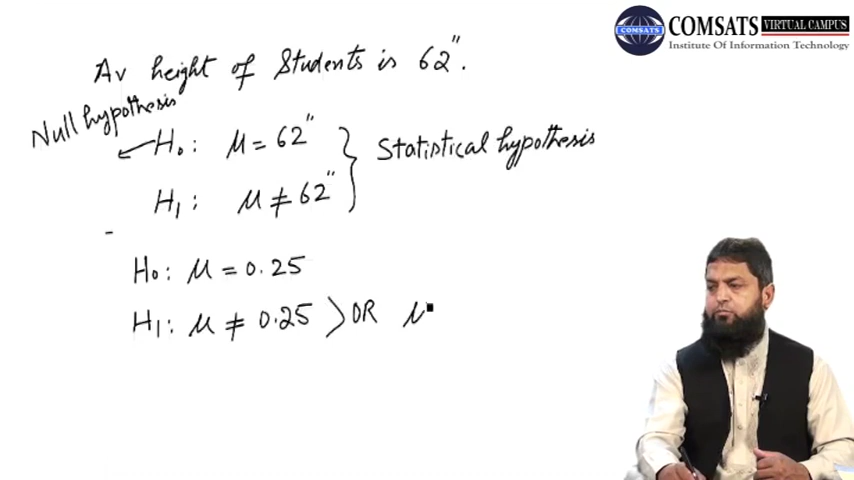 COMSATS VIRTUAL CAMPUS
COMSATS
Institute Of Information Technology
Av height of Students is 62".
Null hypothesis
H₀: μ = 62" } Statistical hypothesis
H₁: μ ≠ 62"
H₀: μ = 0.25
H₁: μ ≠ 0.25 > OR μ